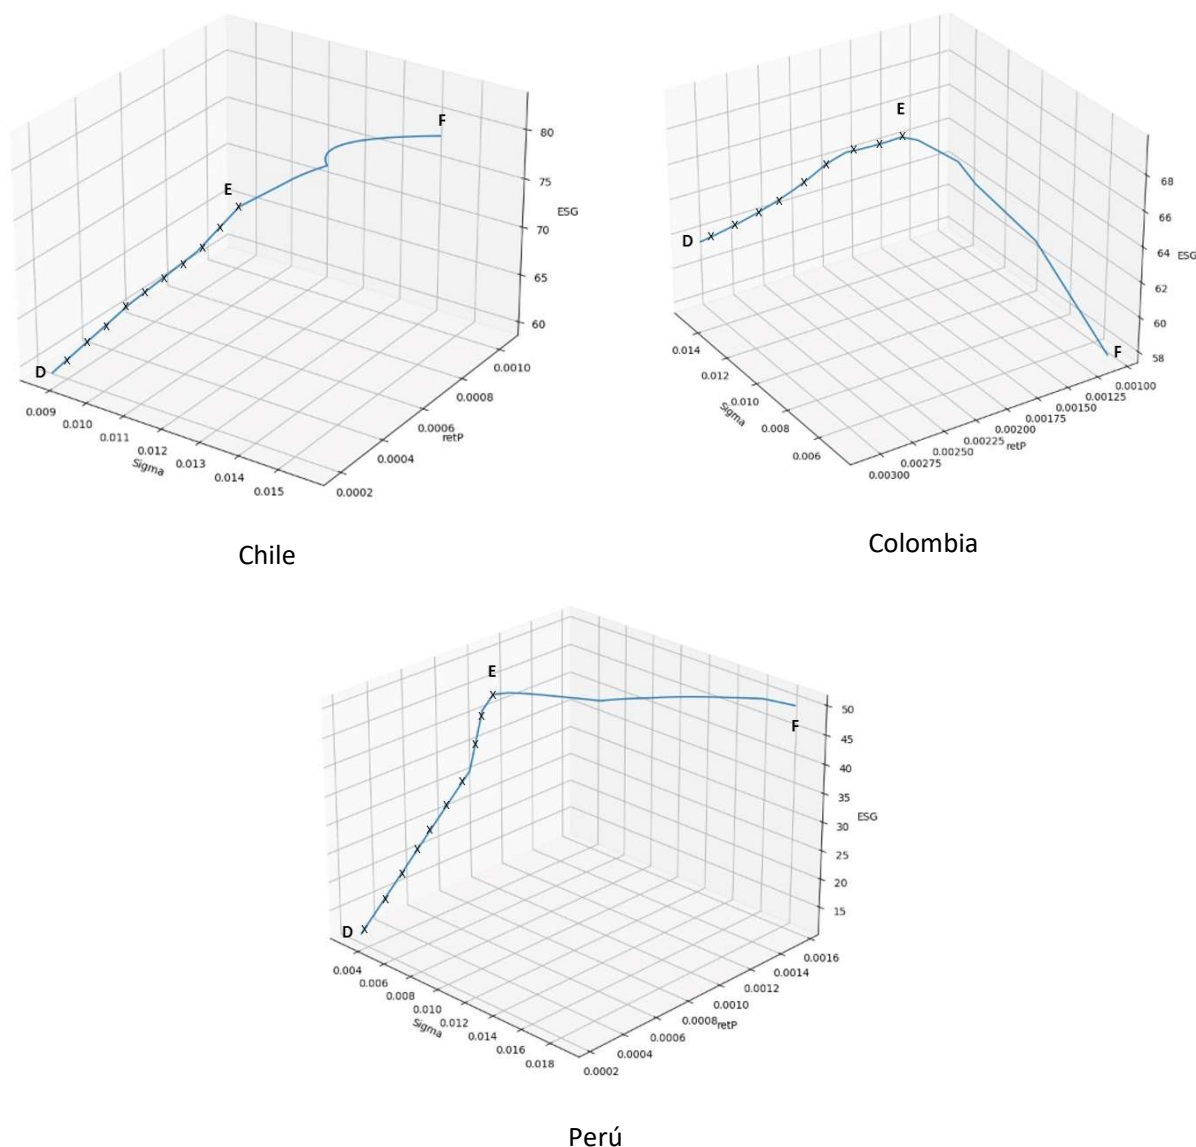 F
E
D
80
75
70
65
60
ESG
0.009
0.010
0.011
0.012
0.013
0.014
0.015
Sigma
0.0002
0.0004
0.0006
0.0008
0.0010
retP
Chile
E
D
F
68
66
64
62
60
58
ESG
0.014
0.012
0.010
0.008
0.006
Sigma
0.00300
0.00275
0.00250
0.00225
0.00200
0.00175
0.00150
0.00125
0.00100
retP
Colombia
E
D
F
50
45
40
35
30
25
20
15
ESG
0.004
0.006
0.008
0.010
0.012
0.014
0.016
0.018
Sigma
0.0002
0.0004
0.0006
0.0008
0.0010
0.0012
0.0014
0.0016
retP
Perú